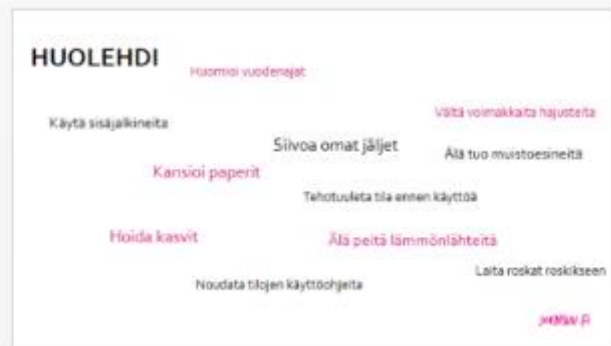 HUOLEHDI
Huomioi vuodenajat
Vältä voimakkaita hajusteita
Käytä sisäjalkineita
Siivoa omat jäljet
Älä tuo muistoesineitä
Kansioi paperit
Tehotuuleta tila ennen käyttöä
Hoida kasvit
Älä peitä lämmönlähteitä
Laita roskat roskikseen
Noudata tilojen käyttöohjeita